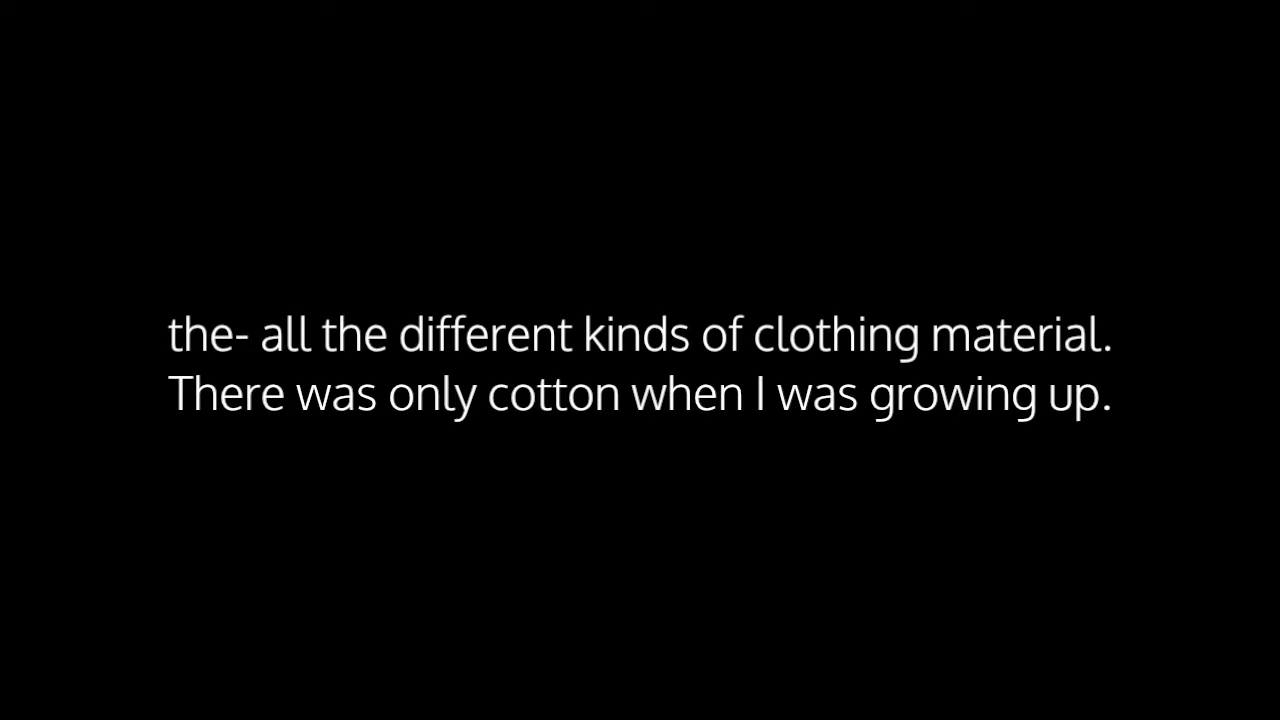 the- all the different kinds of clothing material.
There was only cotton when I was growing up.